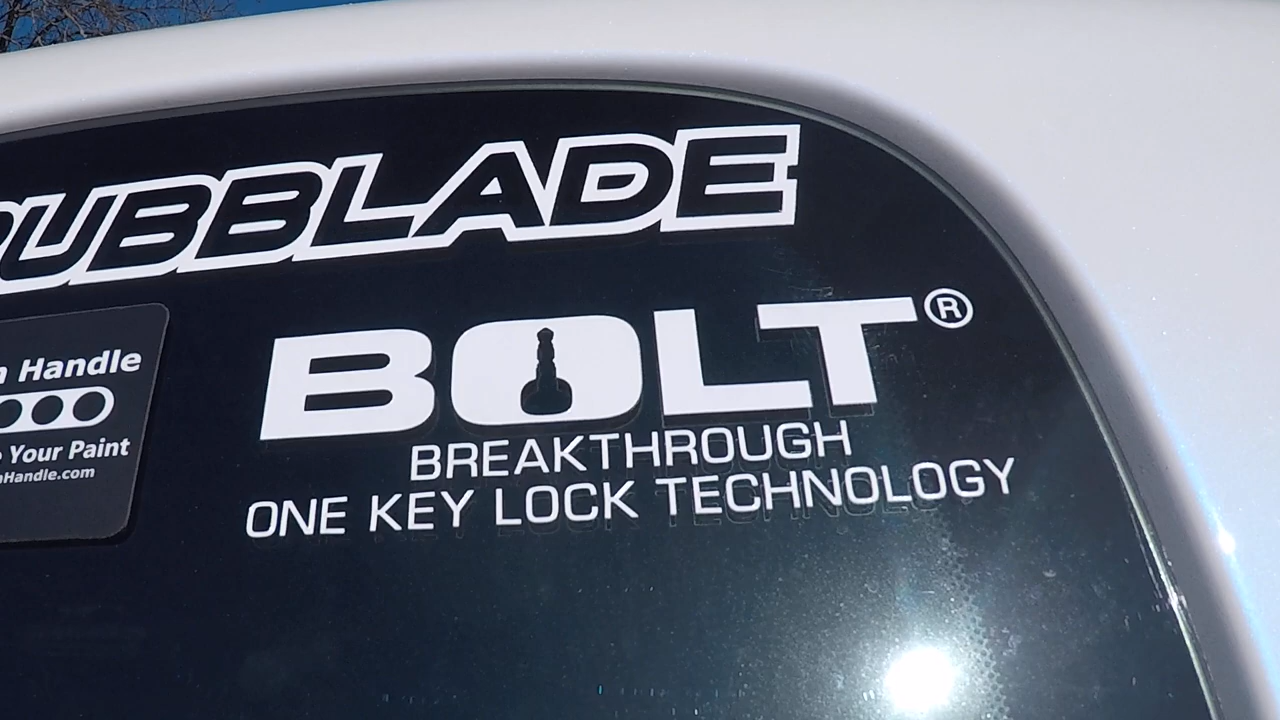 UBBLADE
BOLT®
BREAKTHROUGH
ONE KEY LOCK TECHNOLOGY
Handle
Your Paint
Handle.com